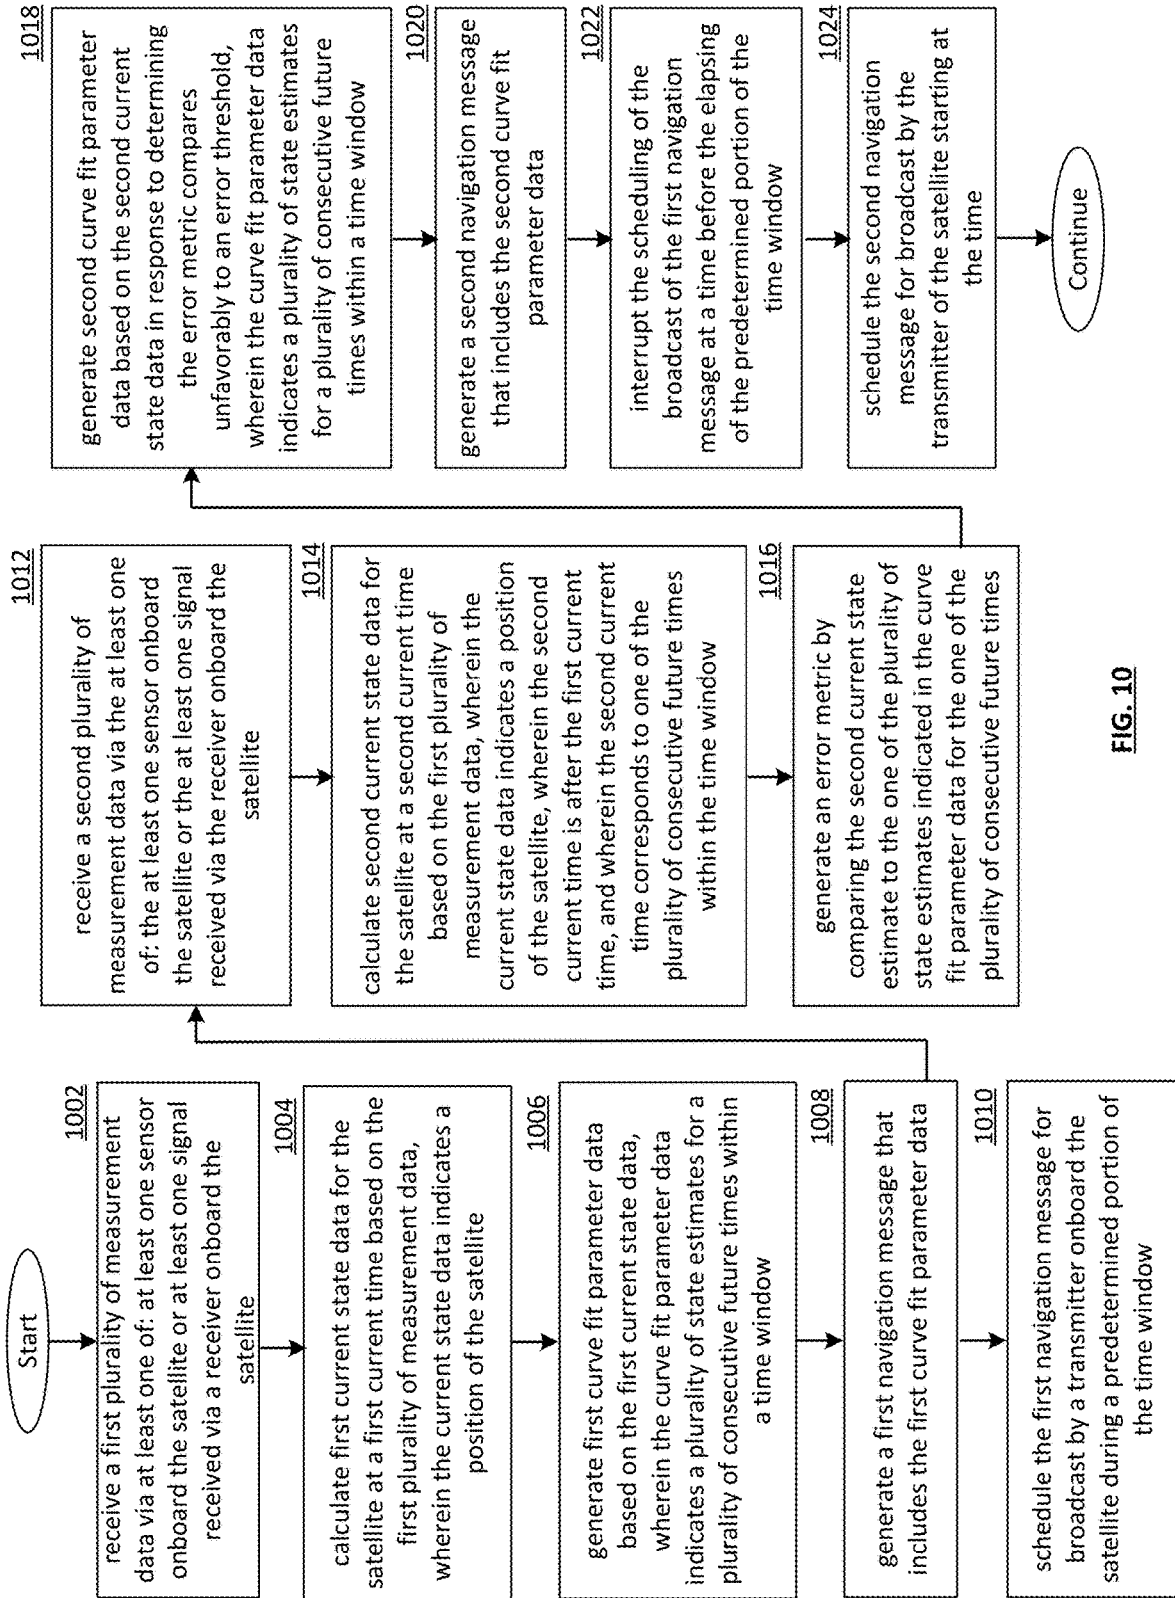 Start
1002
receive a first plurality of measurement
data via at least one of: at least one sensor
onboard the satellite or at least one signal
received via a receiver onboard the
satellite
1004
calculate first current state data for the
satellite at a first current time based on the
first plurality of measurement data,
wherein the current state data indicates a
position of the satellite
1006
generate first curve fit parameter data
based on the first current state data,
wherein the curve fit parameter data
indicates a plurality of state estimates for a
plurality of consecutive future times within
a time window
1008
generate a first navigation message that
includes the first curve fit parameter data
1010
schedule the first navigation message for
broadcast by a transmitter onboard the
satellite during a predetermined portion of
the time window
1012
receive a second plurality of
measurement data via the at least one
of: the at least one sensor onboard
the satellite or the at least one signal
received via the receiver onboard the
satellite
1014
calculate second current state data for
the satellite at a second current time
based on the first plurality of
measurement data, wherein the
current state data indicates a position
of the satellite, wherein the second
current time is after the first current
time, and wherein the second current
time corresponds to one of the
plurality of consecutive future times
within the time window
1016
generate an error metric by
comparing the second current state
estimate to the one of the plurality of
state estimates indicated in the curve
fit parameter data for the one of the
plurality of consecutive future times
1018
generate second curve fit parameter
data based on the second current
state data in response to determining
the error metric compares
unfavorably to an error threshold,
wherein the curve fit parameter data
indicates a plurality of state estimates
for a plurality of consecutive future
times within a time window
1020
generate a second navigation message
that includes the second curve fit
parameter data
1022
interrupt the scheduling of the
broadcast of the first navigation
message at a time before the elapsing
of the predetermined portion of the
time window
1024
schedule the second navigation
message for broadcast by the
transmitter of the satellite starting at
the time
Continue
FIG. 10